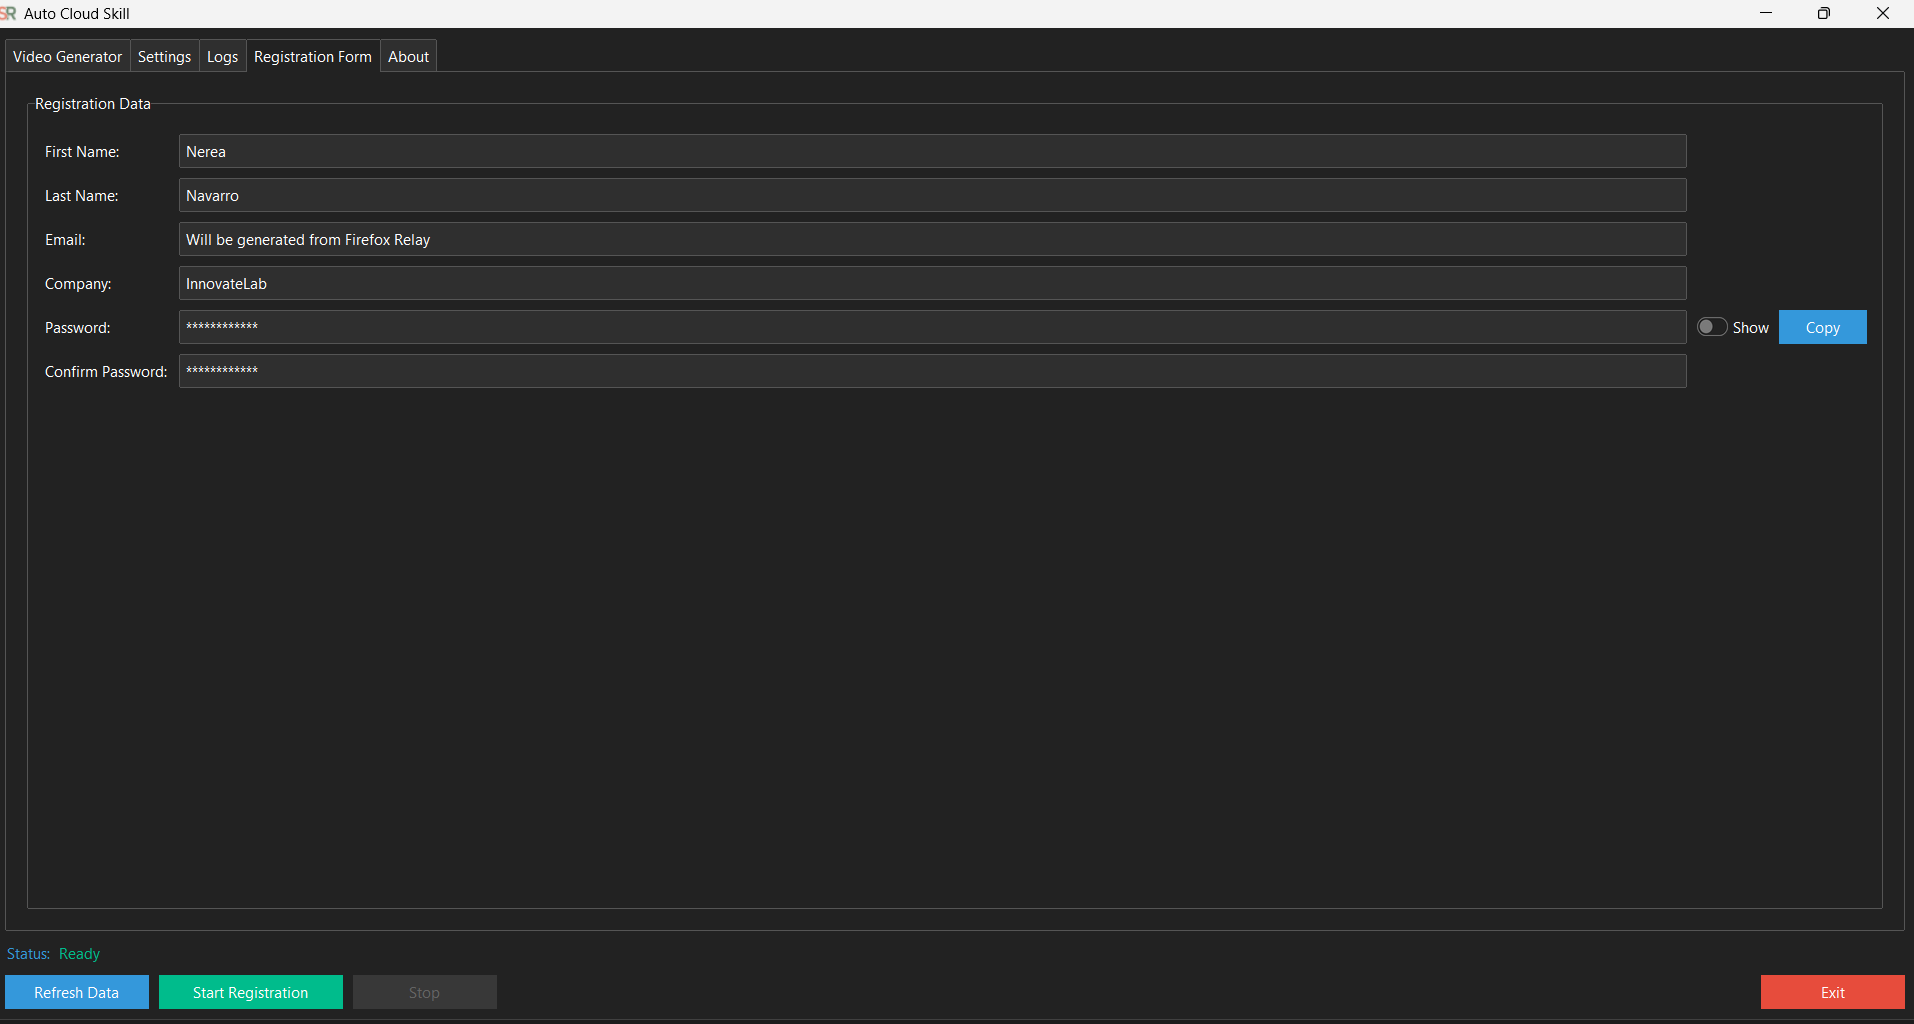 SR Auto Cloud Skill
Video Generator Settings Logs Registration Form About
Registration Data
First Name: Nerea
Last Name: Navarro
Email: Will be generated from Firefox Relay
Company: InnovateLab
Password: ************ Show Copy
Confirm Password: ************
Status: Ready
Refresh Data Start Registration Stop Exit